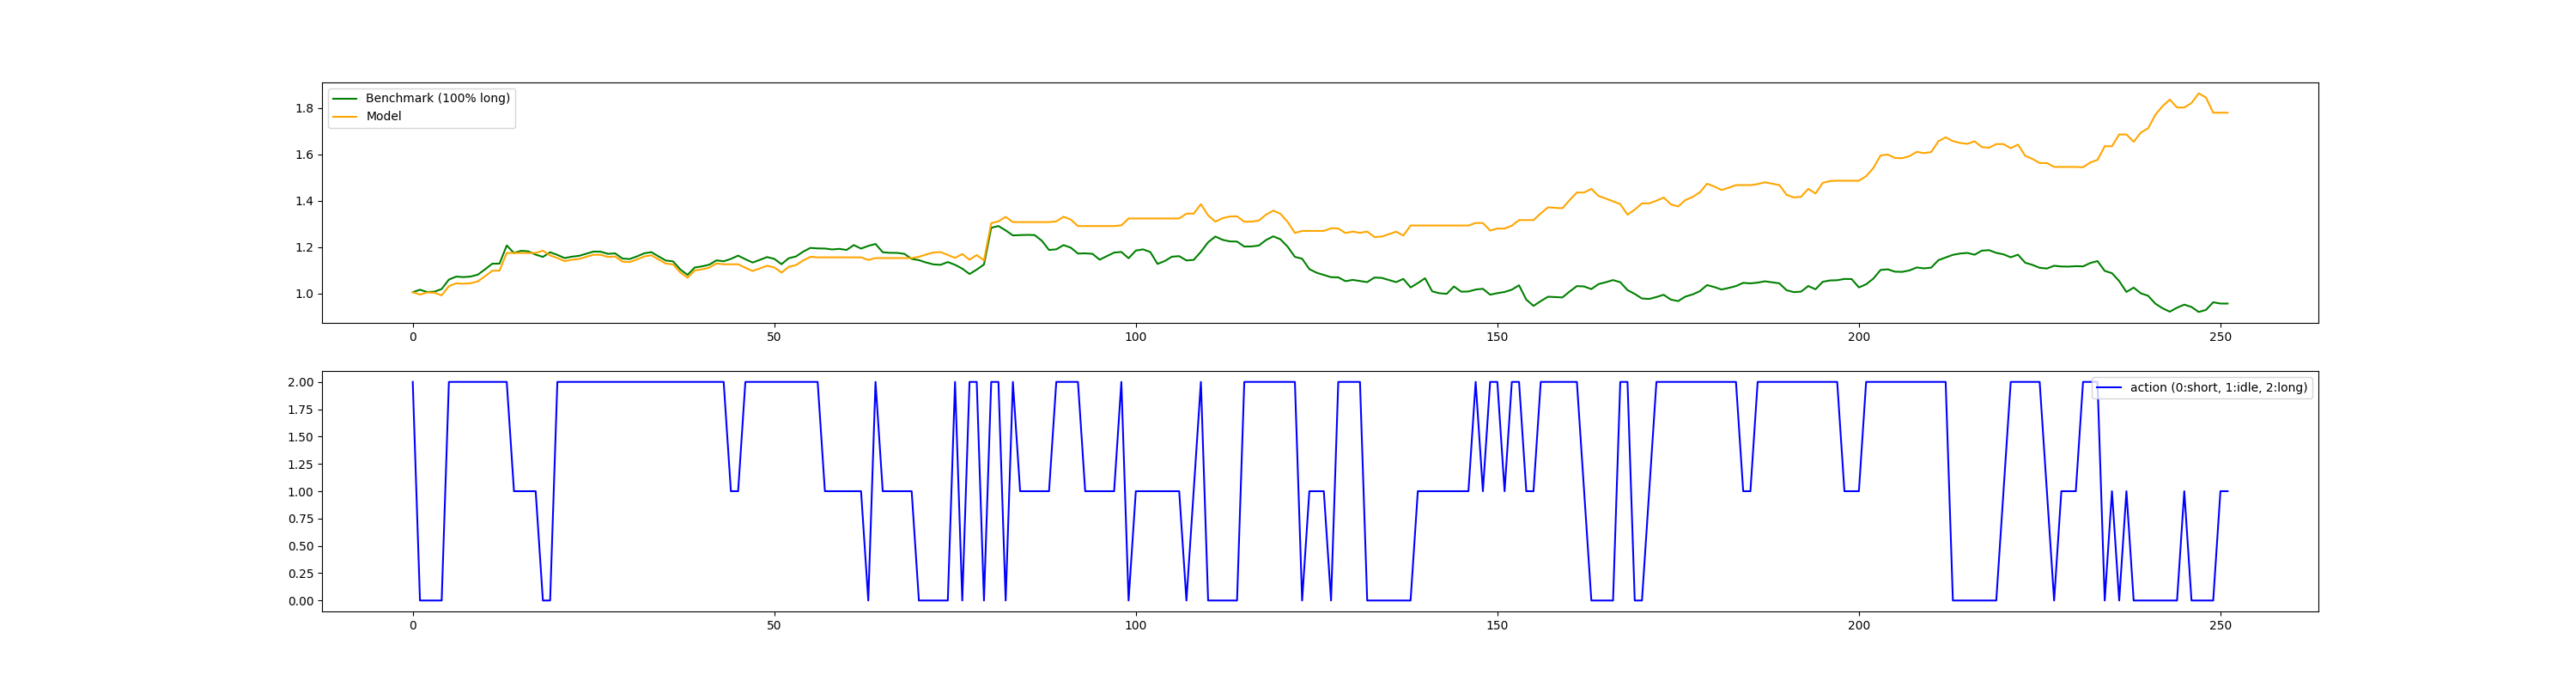 1.8
1.6
1.4
1.2
1.0
Benchmark (100% long)
Model
0 50 100 150 200 250
2.00
1.75
1.50
1.25
1.00
0.75
0.50
0.25
0.00
action (0:short, 1:idle, 2:long)
0 50 100 150 200 250